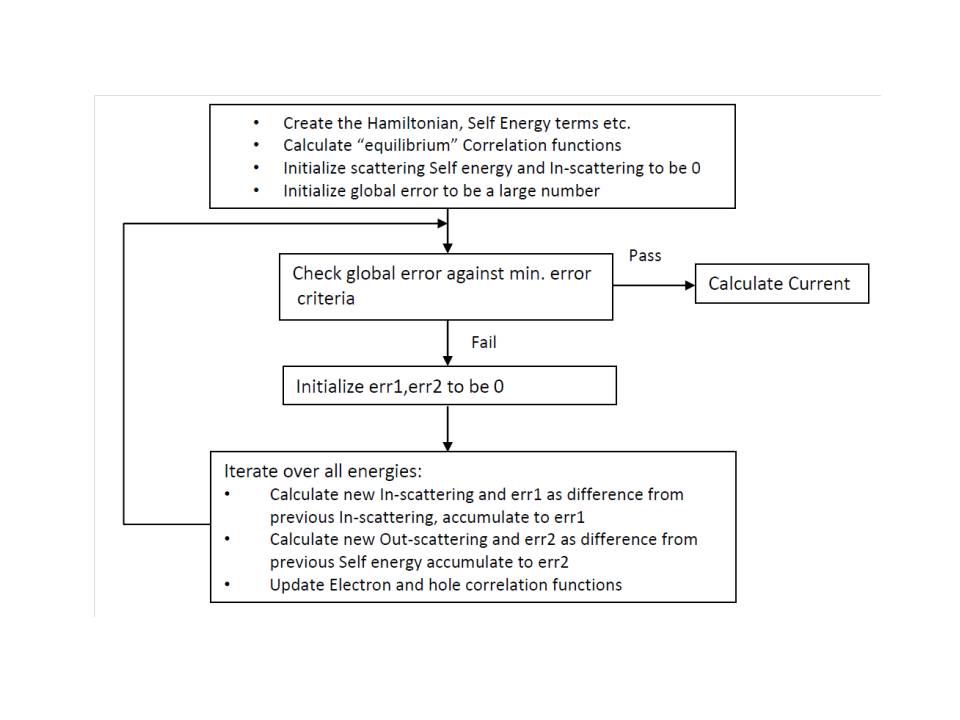 • Create the Hamiltonian, Self Energy terms etc.
• Calculate “equilibrium” Correlation functions
• Initialize scattering Self energy and In-scattering to be 0
• Initialize global error to be a large number
Check global error against min. error
criteria
Pass
Calculate Current
Fail
Initialize err1,err2 to be 0
Iterate over all energies:
• Calculate new In-scattering and err1 as difference from
previous In-scattering, accumulate to err1
• Calculate new Out-scattering and err2 as difference from
previous Self energy accumulate to err2
• Update Electron and hole correlation functions